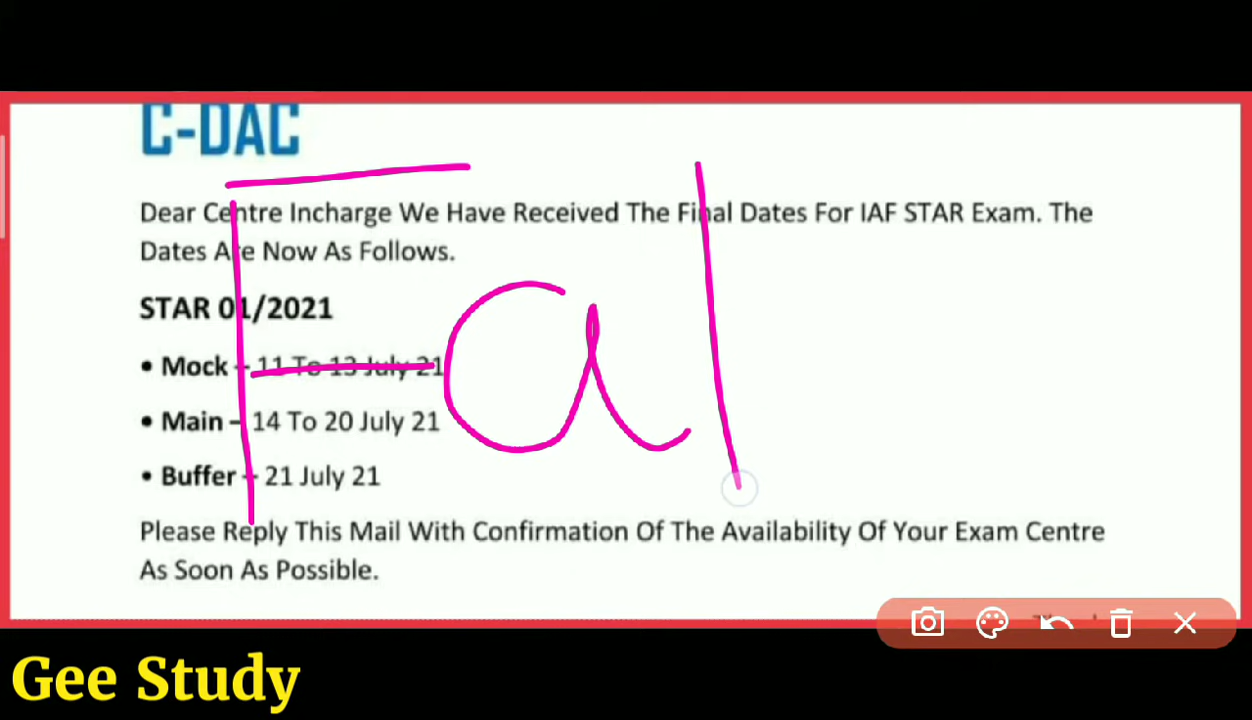 C-DAC
Dear Centre Incharge We Have Received The Final Dates For IAF STAR Exam. The
Dates Are Now As Follows.
STAR 01/2021
• Mock – 11 To 13 July 21
• Main – 14 To 20 July 21
• Buffer – 21 July 21
Please Reply This Mail With Confirmation Of The Availability Of Your Exam Centre
As Soon As Possible.
Fal
Gee Study